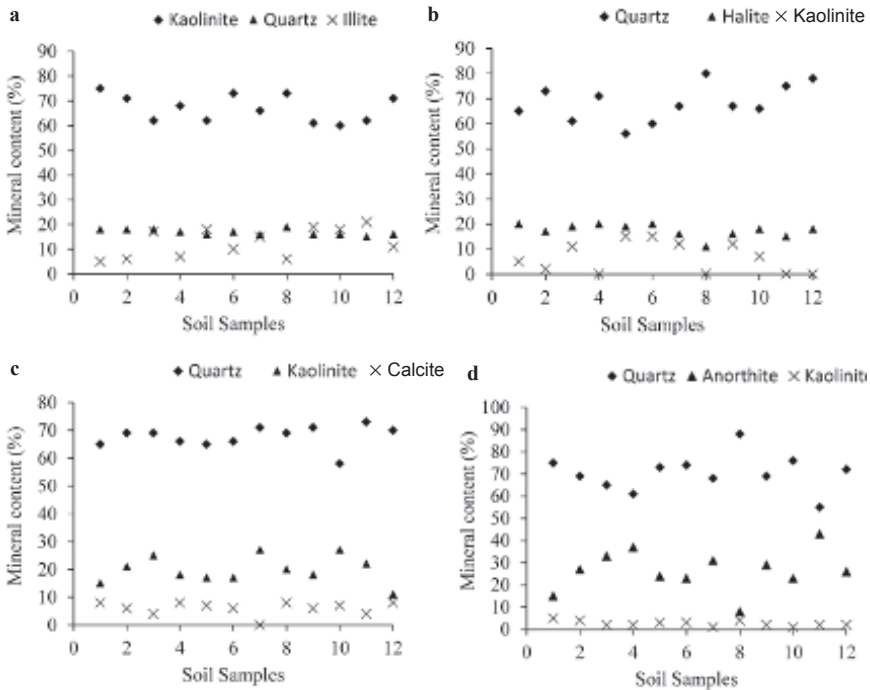 a
◆ Kaolinite ▲ Quartz × Illite
Mineral content (%)
90
80
70
60
50
40
30
20
10
0
0 2 4 6 8 10 12
Soil Samples
b
◆ Quartz ▲ Halite × Kaolinite
Mineral content (%)
90
80
70
60
50
40
30
20
10
0
0 2 4 6 8 10 12
Soil Samples
c
◆ Quartz ▲ Kaolinite × Calcite
Mineral content (%)
80
70
60
50
40
30
20
10
0
0 2 4 6 8 10 12
Soil Samples
d
◆ Quartz ▲ Anorthite × Kaolinite
Mineral content (%)
100
90
80
70
60
50
40
30
20
10
0
0 2 4 6 8 10 12
Soil Samples